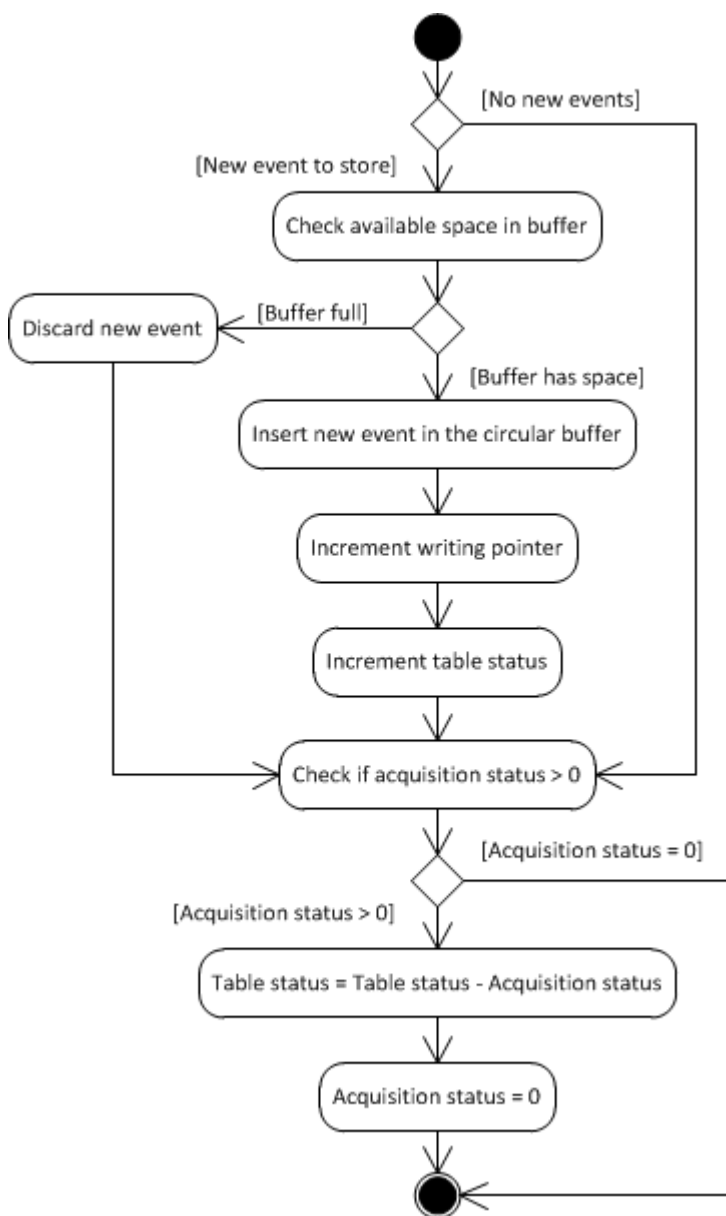 [No new events]
[New event to store]
Check available space in buffer
[Buffer full]
Discard new event
[Buffer has space]
Insert new event in the circular buffer
Increment writing pointer
Increment table status
Check if acquisition status > 0
[Acquisition status = 0]
[Acquisition status > 0]
Table status = Table status - Acquisition status
Acquisition status = 0